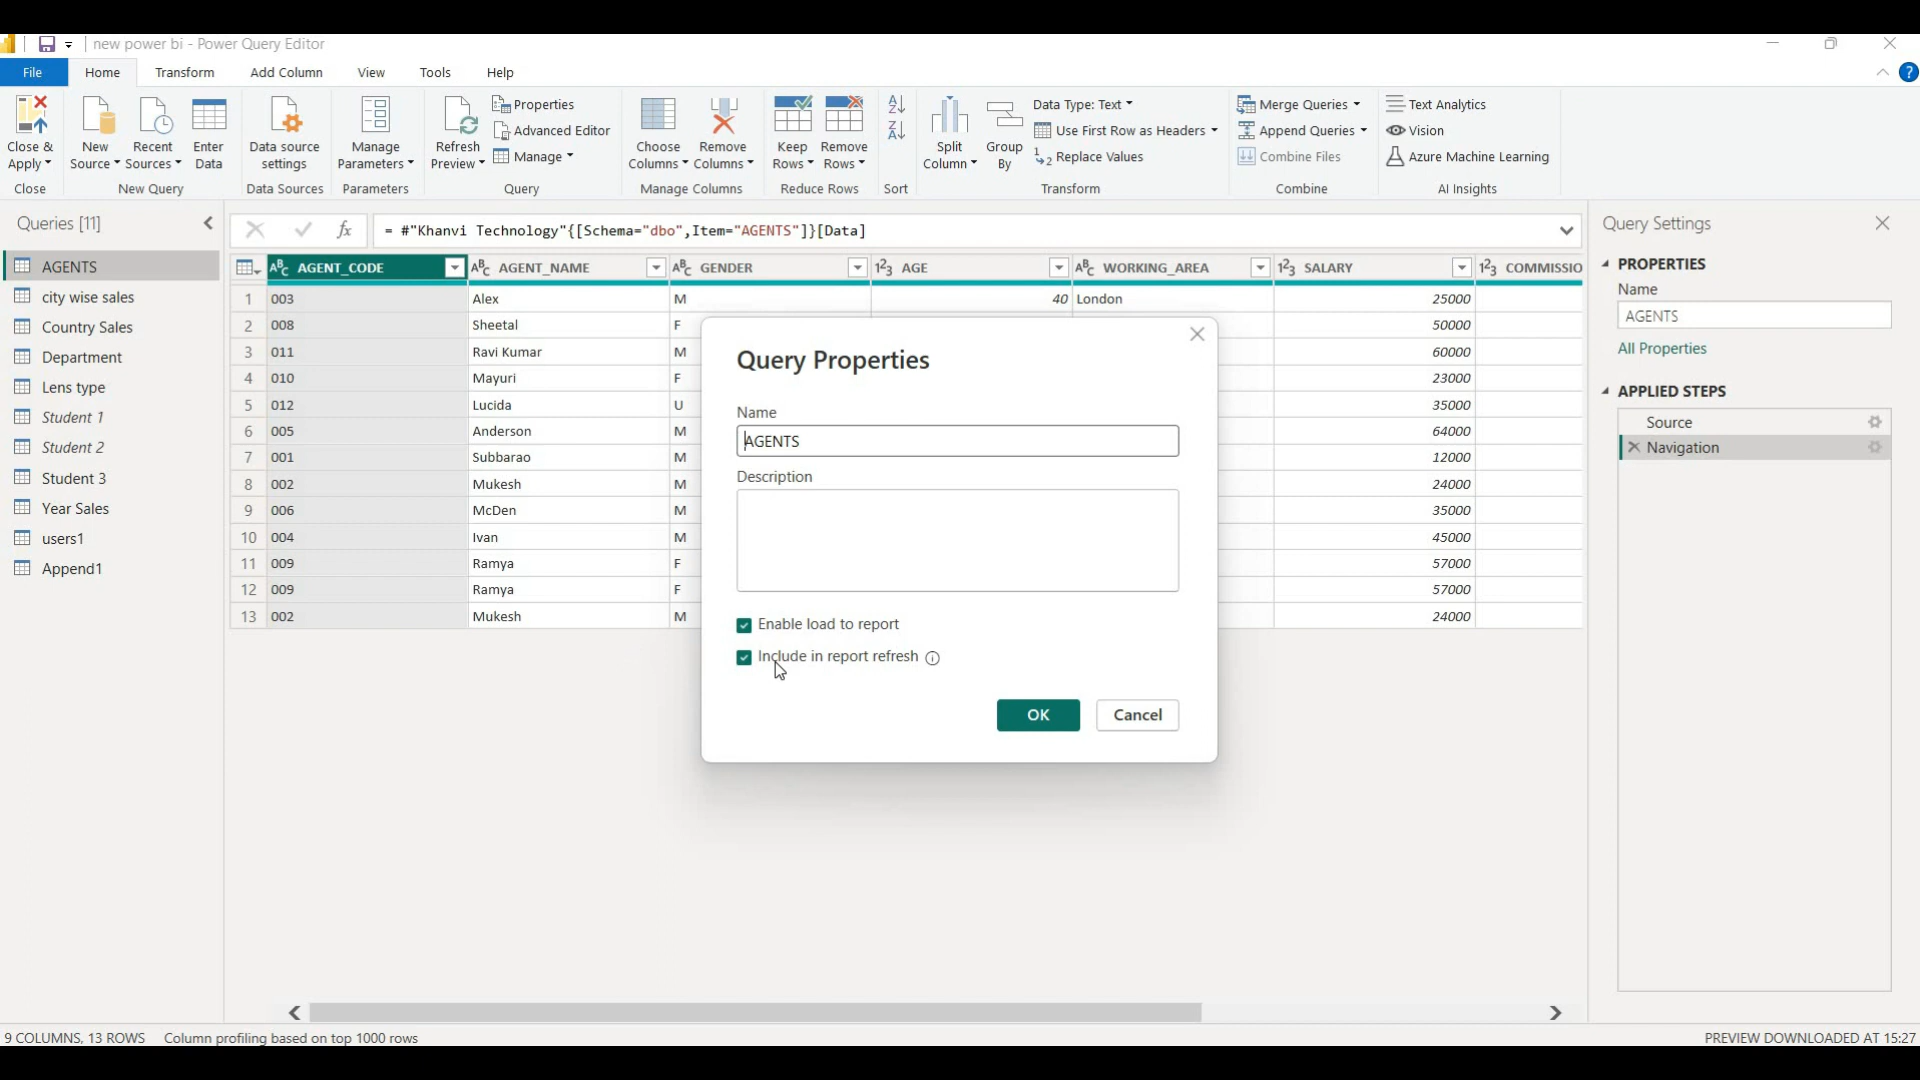 new power bi - Power Query Editor
File Home Transform Add Column View Tools Help
Close & Apply
New Source
Recent Sources
Enter Data
Data source settings
Manage Parameters
Refresh Preview
Properties
Advanced Editor
Manage
Choose Columns
Remove Columns
Keep Rows
Remove Rows
Split Column
Group By
Data Type: Text
Use First Row as Headers
Replace Values
Merge Queries
Append Queries
Combine Files
Text Analytics
Vision
Azure Machine Learning
Close New Query Data Sources Parameters Query Manage Columns Reduce Rows Sort Transform Combine AI Insights
Queries [11]
AGENTS
city wise sales
Country Sales
Department
Lens type
Student 1
Student 2
Student 3
Year Sales
users1
Append1
fx = #"Khanvi Technology"{[Schema="dbo",Item="AGENTS"]}[Data]
ABC AGENT_CODE ABC AGENT_NAME ABC GENDER 123 AGE ABC WORKING_AREA 123 SALARY 123 COMMISSIO
1 003 Alex M 40 London 25000
2 008 Sheetal F 50000
3 011 Ravi Kumar M 60000
4 010 Mayuri F 23000
5 012 Lucida U 35000
6 005 Anderson M 64000
7 001 Subbarao M 12000
8 002 Mukesh M 24000
9 006 McDen M 35000
10 004 Ivan M 45000
11 009 Ramya F 57000
12 009 Ramya F 57000
13 002 Mukesh M 24000
Query Properties
Name
AGENTS
Description
Enable load to report
Include in report refresh
OK Cancel
Query Settings
PROPERTIES
Name
AGENTS
All Properties
APPLIED STEPS
Source
Navigation
9 COLUMNS, 13 ROWS Column profiling based on top 1000 rows
PREVIEW DOWNLOADED AT 15:27